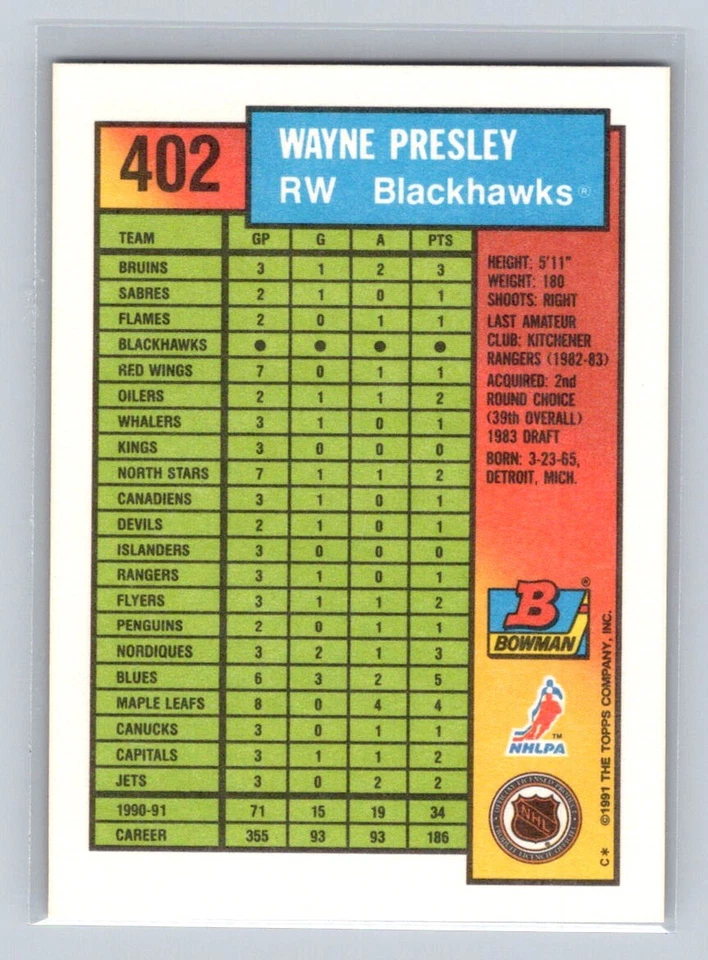 402
WAYNE PRESLEY
RW Blackhawks®
TEAM GP G A PTS
BRUINS 3 1 2 3
SABRES 2 1 0 1
FLAMES 2 0 1 1
BLACKHAWKS ● ● ● ●
RED WINGS 7 0 1 1
OILERS 2 1 1 2
WHALERS 3 1 0 1
KINGS 3 0 0 0
NORTH STARS 7 1 1 2
CANADIENS 3 1 0 1
DEVILS 2 1 0 1
ISLANDERS 3 0 0 0
RANGERS 3 1 0 1
FLYERS 3 1 1 2
PENGUINS 2 0 1 1
NORDIQUES 3 2 1 3
BLUES 6 3 2 5
MAPLE LEAFS 8 0 4 4
CANUCKS 3 0 1 1
CAPITALS 3 1 1 2
JETS 3 0 2 2
1990-91 71 15 19 34
CAREER 355 93 93 186
HEIGHT: 5'11"
WEIGHT: 180
SHOOTS: RIGHT
LAST AMATEUR
CLUB: KITCHENER
RANGERS (1982-83)
ACQUIRED: 2nd
ROUND CHOICE
(39th OVERALL)
1983 DRAFT
BORN: 3-23-65,
DETROIT, MICH.
B ®
BOWMAN
TM
NHLPA
NHL
C* ©1991 THE TOPPS COMPANY, INC.